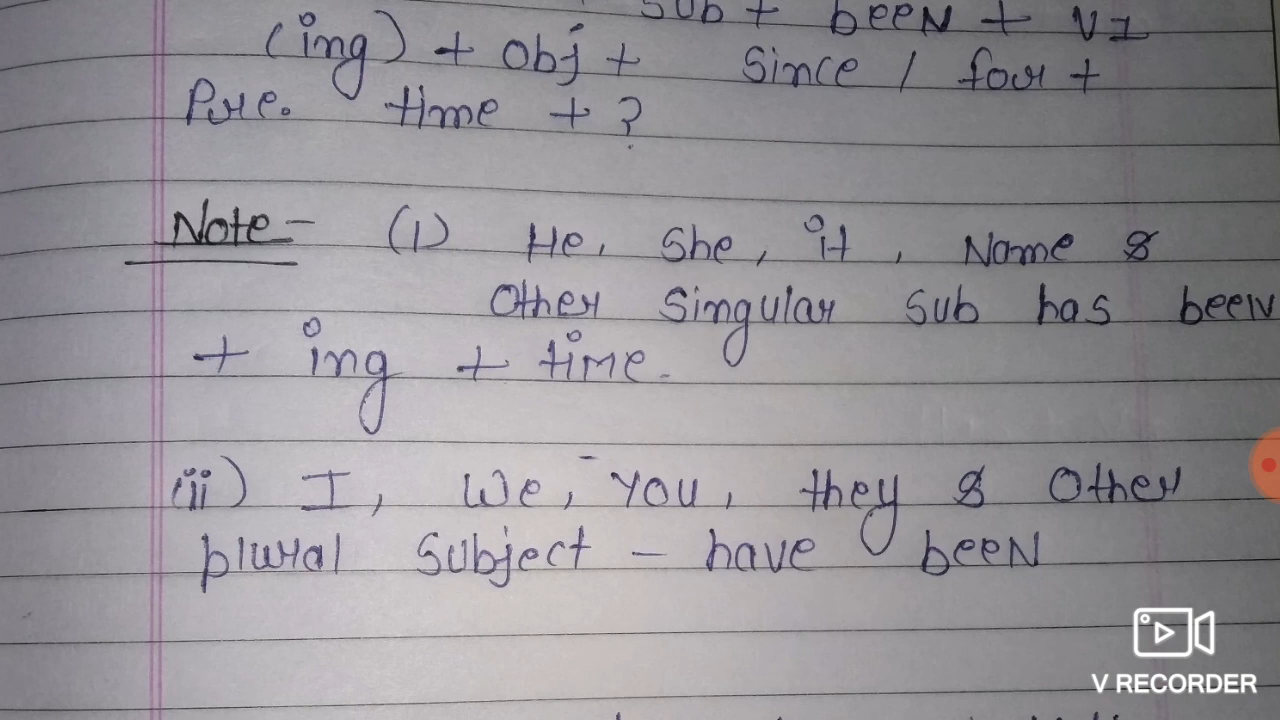 Sub + been + V1
(ing) + obj + Since / for +
Pre. time + ?
Note - (1) He, She, it, Name &
Other Singular Sub has been
+ ing + time.
(ii) I, We, You, they & Other
plural Subject - have been
V RECORDER